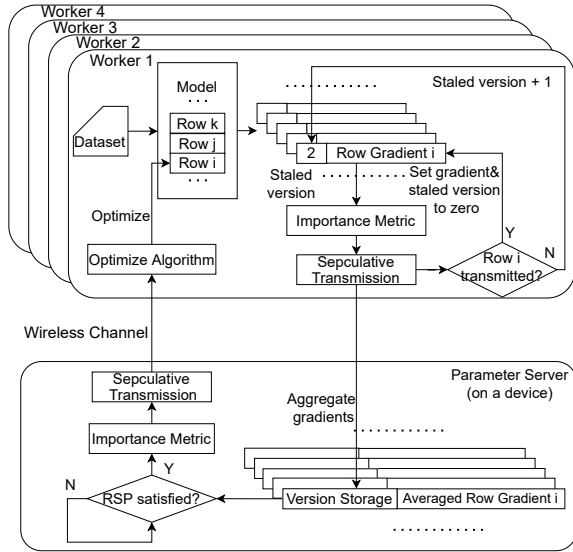 Worker 4
Worker 3
Worker 2
Worker 1
Model
. . .
Row k
Row j
Row i
. . .
Dataset
Staled version + 1
. . . . . . . . . . . .
2
Row Gradient i
. . . . . . . . . . . .
Staled
version
Set gradient&
staled version
to zero
Optimize
Importance Metric
Y
N
Optimize Algorithm
Sepculative
Transmission
Row i
transmitted?
Wireless Channel
Sepculative
Transmission
Aggregate
gradients
Parameter Server
(on a device)
. . . . . . . . . . . .
Importance Metric
Y
N
RSP satisfied?
Version Storage
Averaged Row Gradient i
. . . . . . . . . . . .